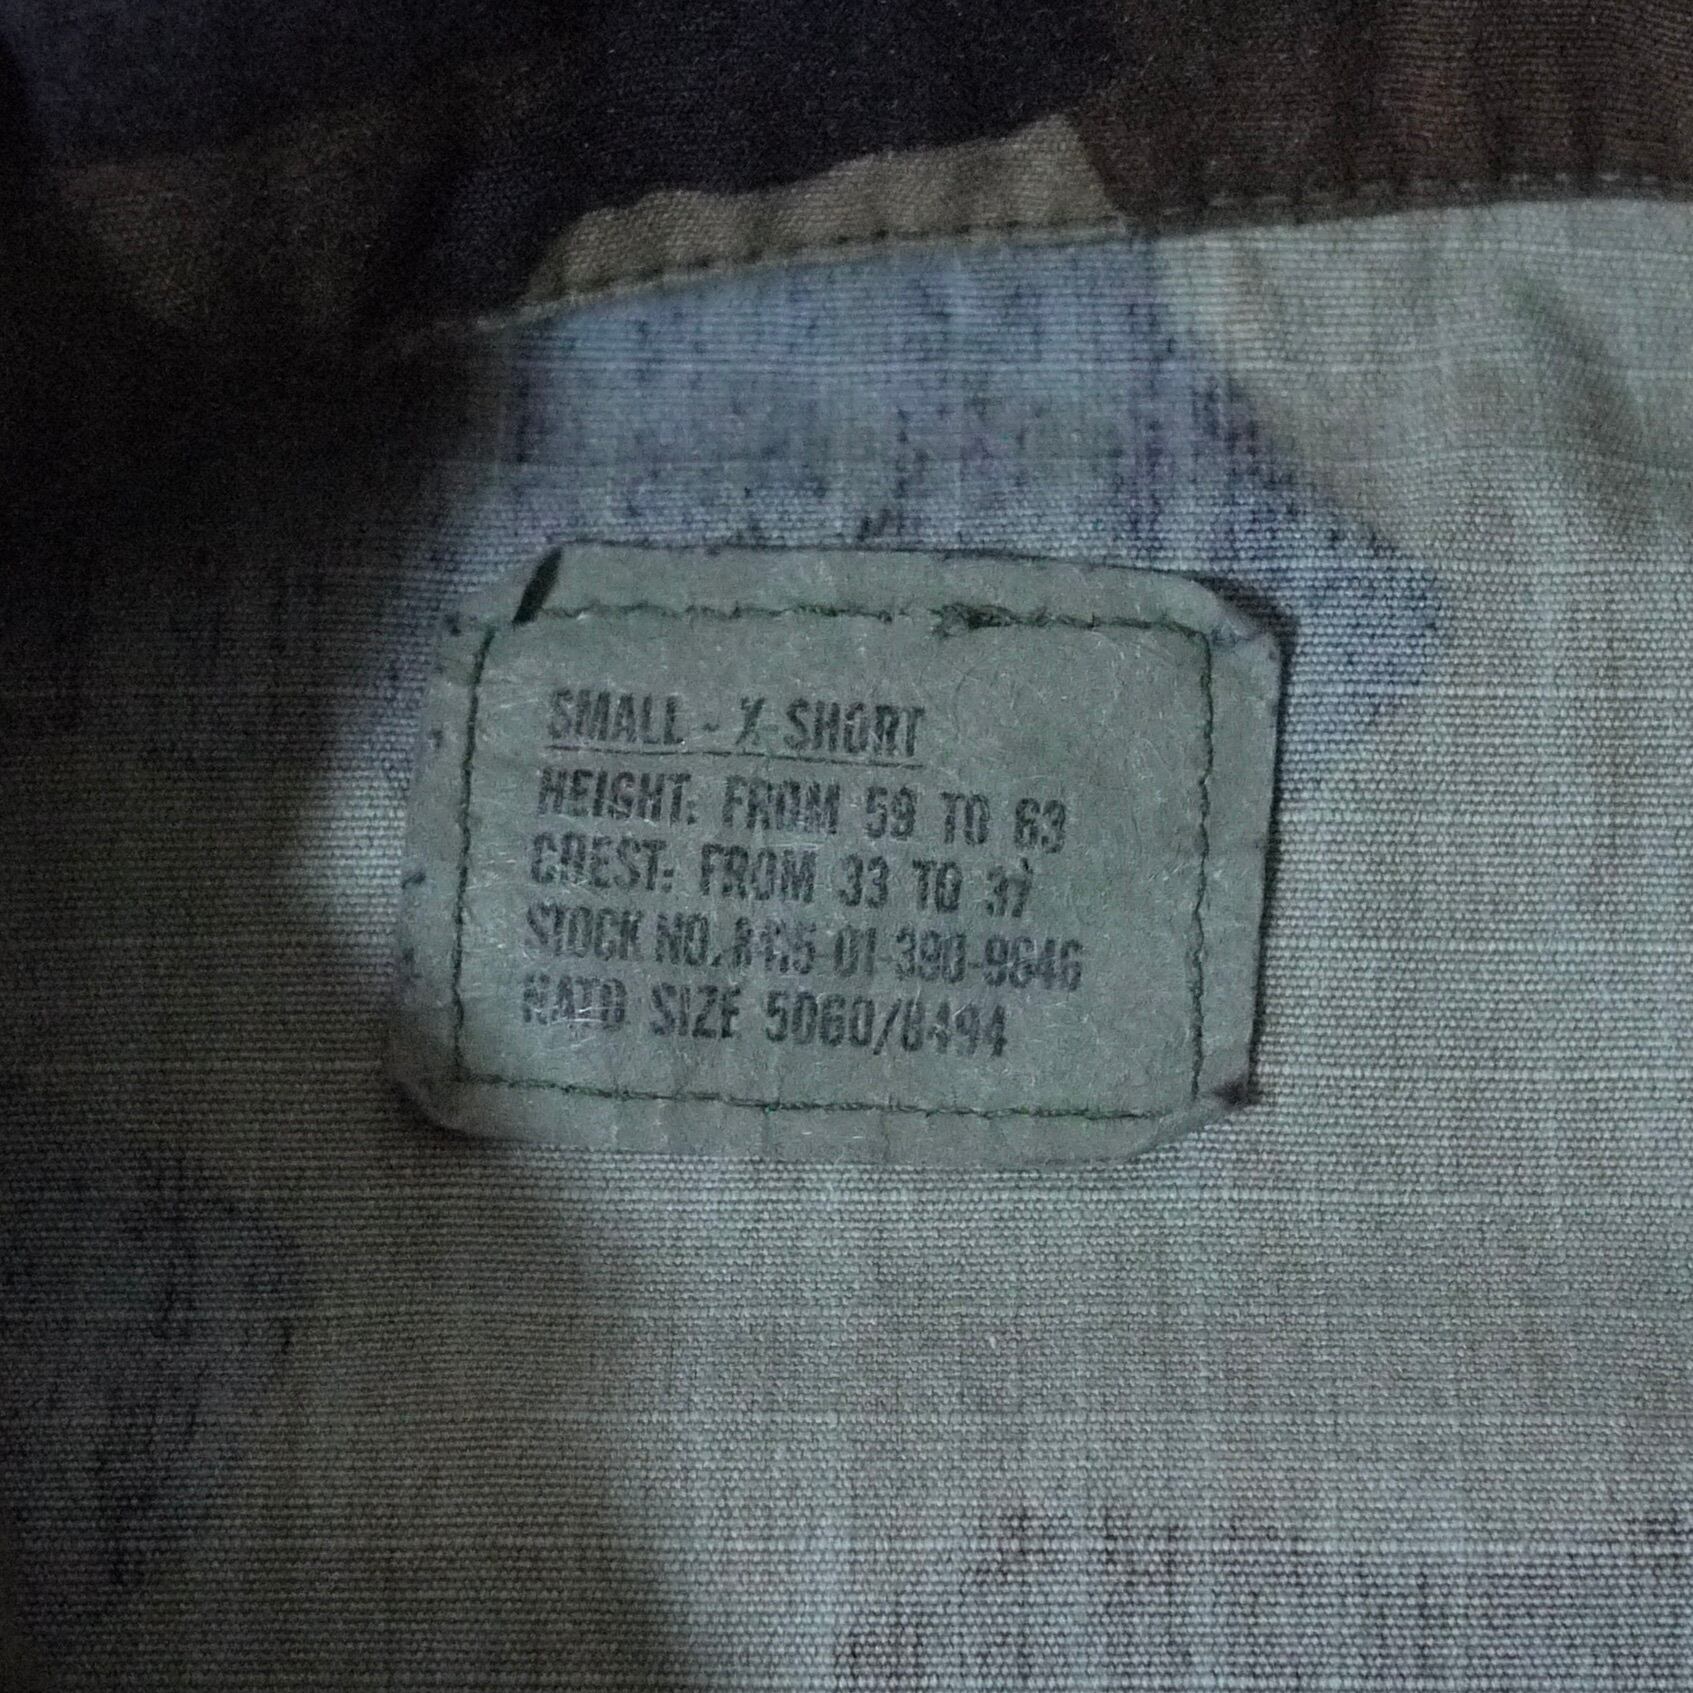 SMALL - X-SHORT
HEIGHT: FROM 59 TO 63
CHEST: FROM 33 TO 37
STOCK NO. 8415-01-390-9646
NATO SIZE 5060/8494